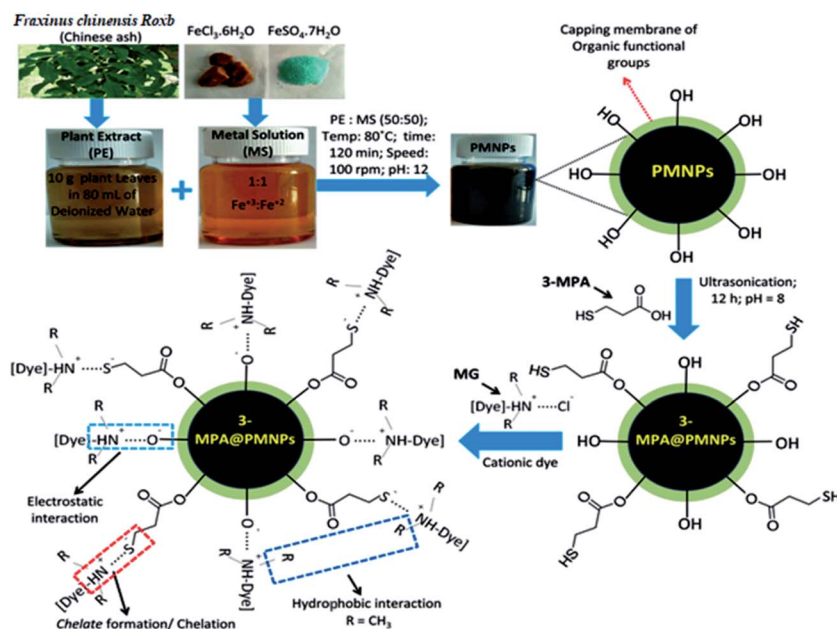 Fraxinus chinensis Roxb
(Chinese ash)
FeCl3.6H2O
FeSO4.7H2O
Plant Extract
(PE)
10 g plant Leaves
in 80 mL of
Deionized Water
+
Metal Solution
(MS)
1:1
Fe+3:Fe+2
PE : MS (50:50);
Temp: 80°C; time:
120 min; Speed:
100 rpm; pH: 12
PMNPs
Capping membrane of
Organic functional
groups
OH
OH
HO
OH
HO
PMNPs
OH
HO
OH
OH
3-MPA
O
HS
OH
Ultrasonication;
12 h; pH = 8
SH
HS
O
OH
O
O
O
HO
3-
MPA@PMNPs
OH
O
O
O
OH
O
SH
HS
MG
R
[Dye]-HN+
Cl-
R
Cationic dye
R
NH-Dye]
+
R
O-
R
NH-Dye]
+
R
S-
O
O
R
[Dye]-HN+
S-
R
O
O
R
[Dye]-HN+
O-
R
3-
MPA@PMNPs
O-
R
+
NH-Dye]
R
Electrostatic
interaction
O
O
S-
R
[Dye]-HN+
R
O-
R
+
NH-Dye]
R
O
O
S-
R
+
NH-Dye]
R
Chelate formation/ Chelation
Hydrophobic interaction
R = CH3